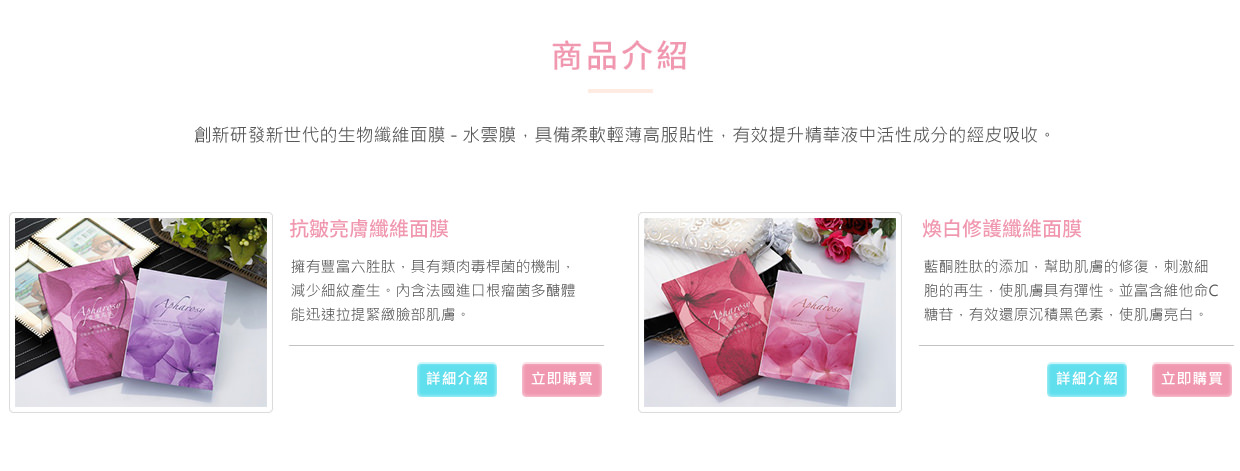 商品介紹
創新研發新世代的生物纖維面膜 - 水雲膜，具備柔軟輕薄高服貼性，有效提升精華液中活性成分的經皮吸收。
抗皺亮膚纖維面膜
擁有豐富六胜肽，具有類肉毒桿菌的機制，
減少細紋產生。內含法國進口根瘤菌多醣體
能迅速拉提緊緻臉部肌膚。
詳細介紹 立即購買
Apharosy
Apharosy
煥白修護纖維面膜
藍酮胜肽的添加，幫助肌膚的修復，刺激細
胞的再生，使肌膚具有彈性。並富含維他命C
糖苷，有效還原沉積黑色素，使肌膚亮白。
詳細介紹 立即購買
Apharosy
Apharosy